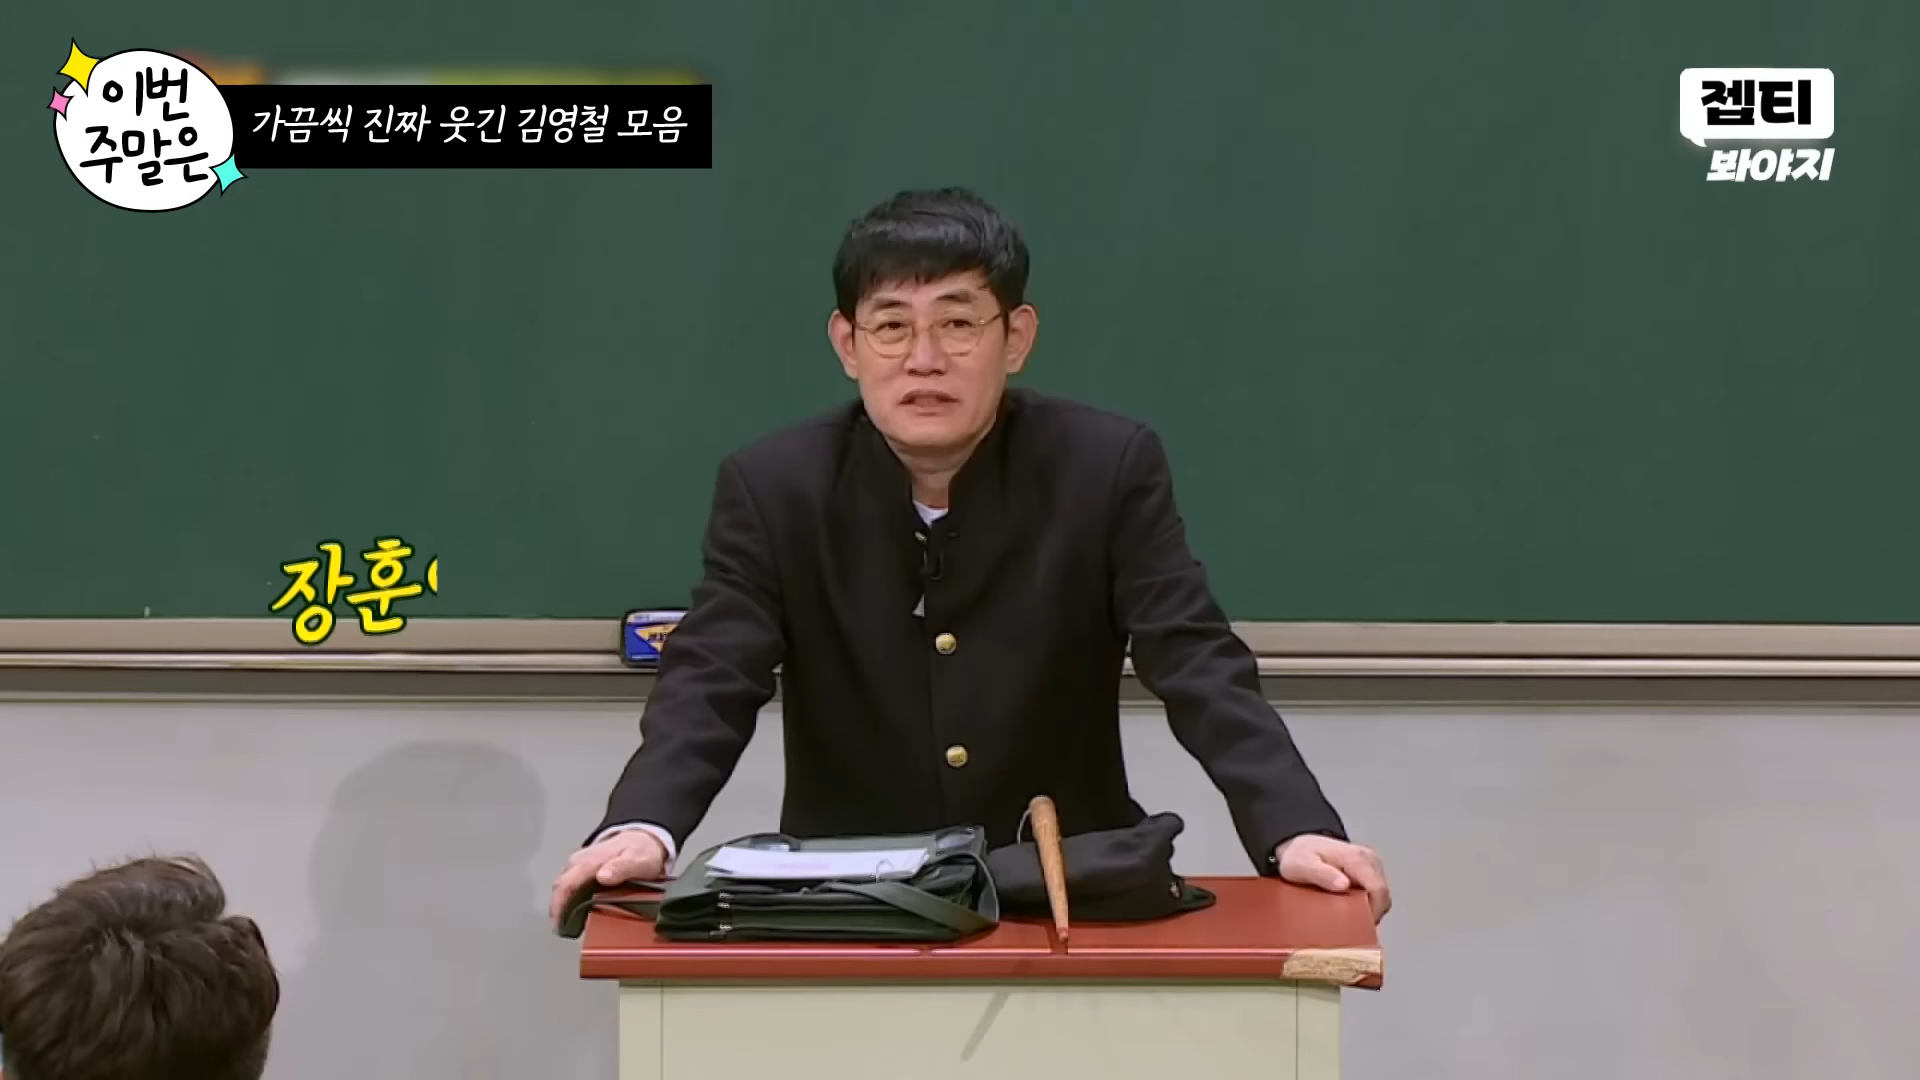 이번
주말은
가끔씩 진짜 웃긴 김영철 모음
젭티
봐야지
장훈